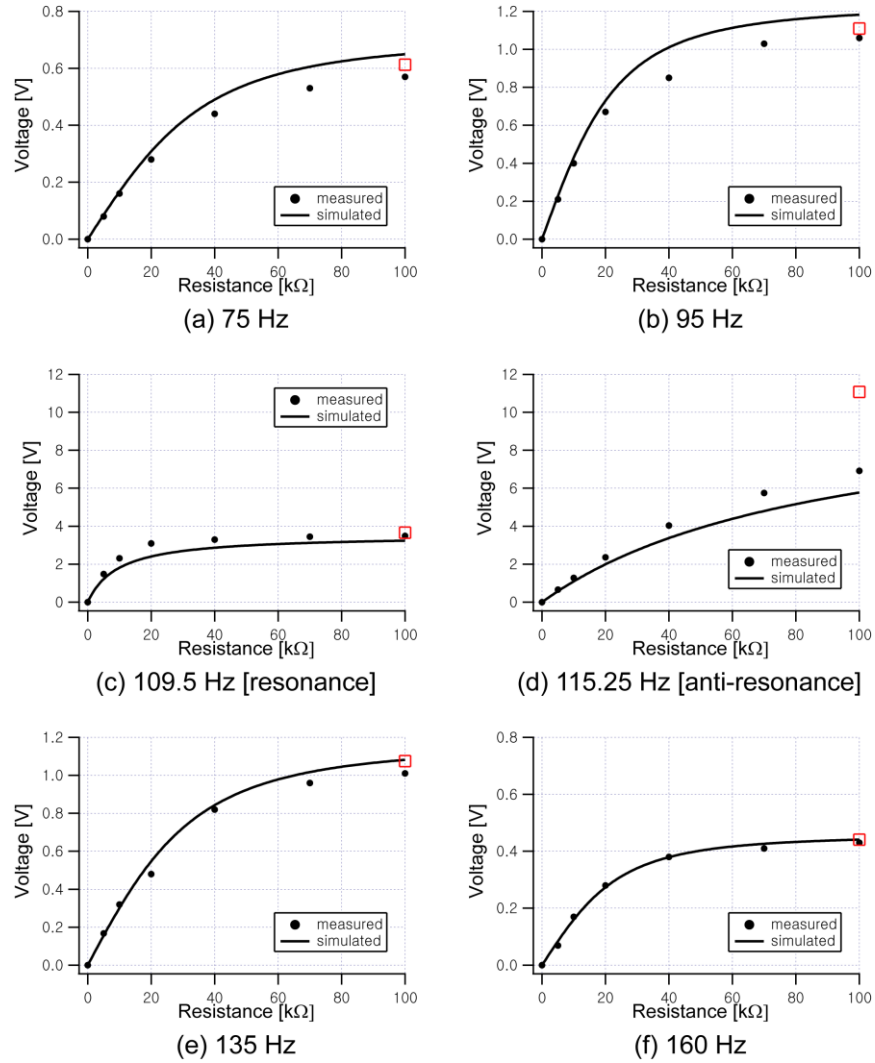 0.8
0.6
0.4
0.2
0.0
Voltage [V]
measured
simulated
0 20 40 60 80 100
Resistance [kΩ]
(a) 75 Hz
1.2
1.0
0.8
0.6
0.4
0.2
0.0
Voltage [V]
measured
simulated
0 20 40 60 80 100
Resistance [kΩ]
(b) 95 Hz
12
10
8
6
4
2
0
Voltage [V]
measured
simulated
0 20 40 60 80 100
Resistance [kΩ]
(c) 109.5 Hz [resonance]
12
10
8
6
4
2
0
Voltage [V]
measured
simulated
0 20 40 60 80 100
Resistance [kΩ]
(d) 115.25 Hz [anti-resonance]
1.2
1.0
0.8
0.6
0.4
0.2
0.0
Voltage [V]
measured
simulated
0 20 40 60 80 100
Resistance [kΩ]
(e) 135 Hz
0.8
0.6
0.4
0.2
0.0
Voltage [V]
measured
simulated
0 20 40 60 80 100
Resistance [kΩ]
(f) 160 Hz